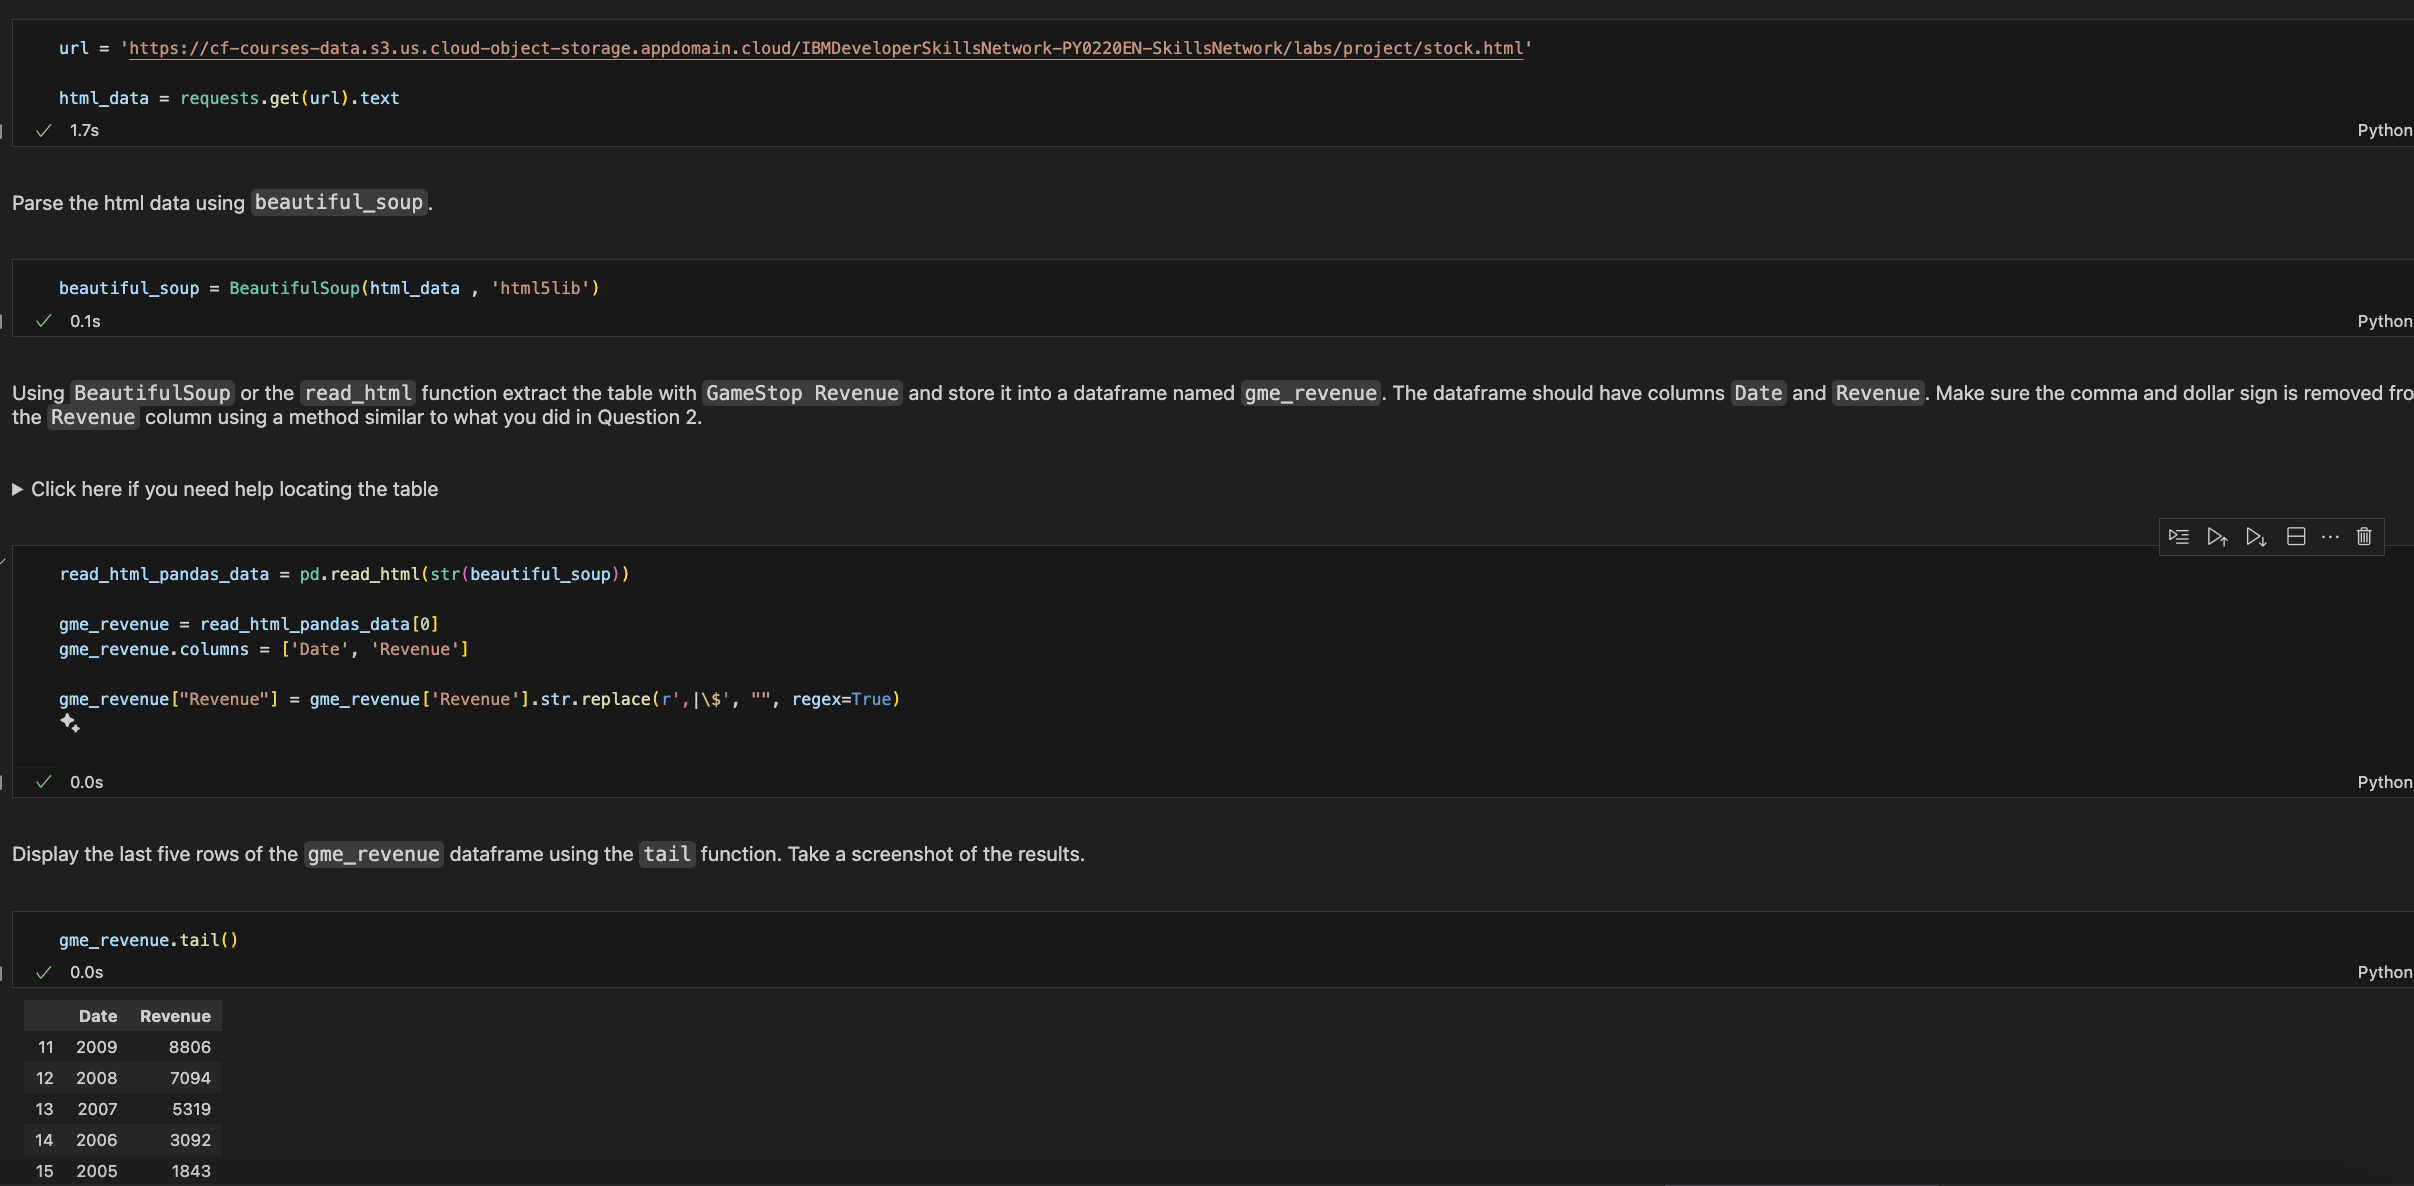 url = 'https://cf-courses-data.s3.us.cloud-object-storage.appdomain.cloud/IBMDeveloperSkillsNetwork-PY0220EN-SkillsNetwork/labs/project/stock.html'
html_data = requests.get(url).text
1.7s
Python
Parse the html data using beautiful_soup.
beautiful_soup = BeautifulSoup(html_data , 'html5lib')
0.1s
Python
Using BeautifulSoup or the read_html function extract the table with GameStop Revenue and store it into a dataframe named gme_revenue. The dataframe should have columns Date and Revenue. Make sure the comma and dollar sign is removed fro
the Revenue column using a method similar to what you did in Question 2.
Click here if you need help locating the table
read_html_pandas_data = pd.read_html(str(beautiful_soup))
gme_revenue = read_html_pandas_data[0]
gme_revenue.columns = ['Date', 'Revenue']
gme_revenue["Revenue"] = gme_revenue['Revenue'].str.replace(r',|\$', "", regex=True)
0.0s
Python
Display the last five rows of the gme_revenue dataframe using the tail function. Take a screenshot of the results.
gme_revenue.tail()
0.0s
Python
Date Revenue
11 2009 8806
12 2008 7094
13 2007 5319
14 2006 3092
15 2005 1843